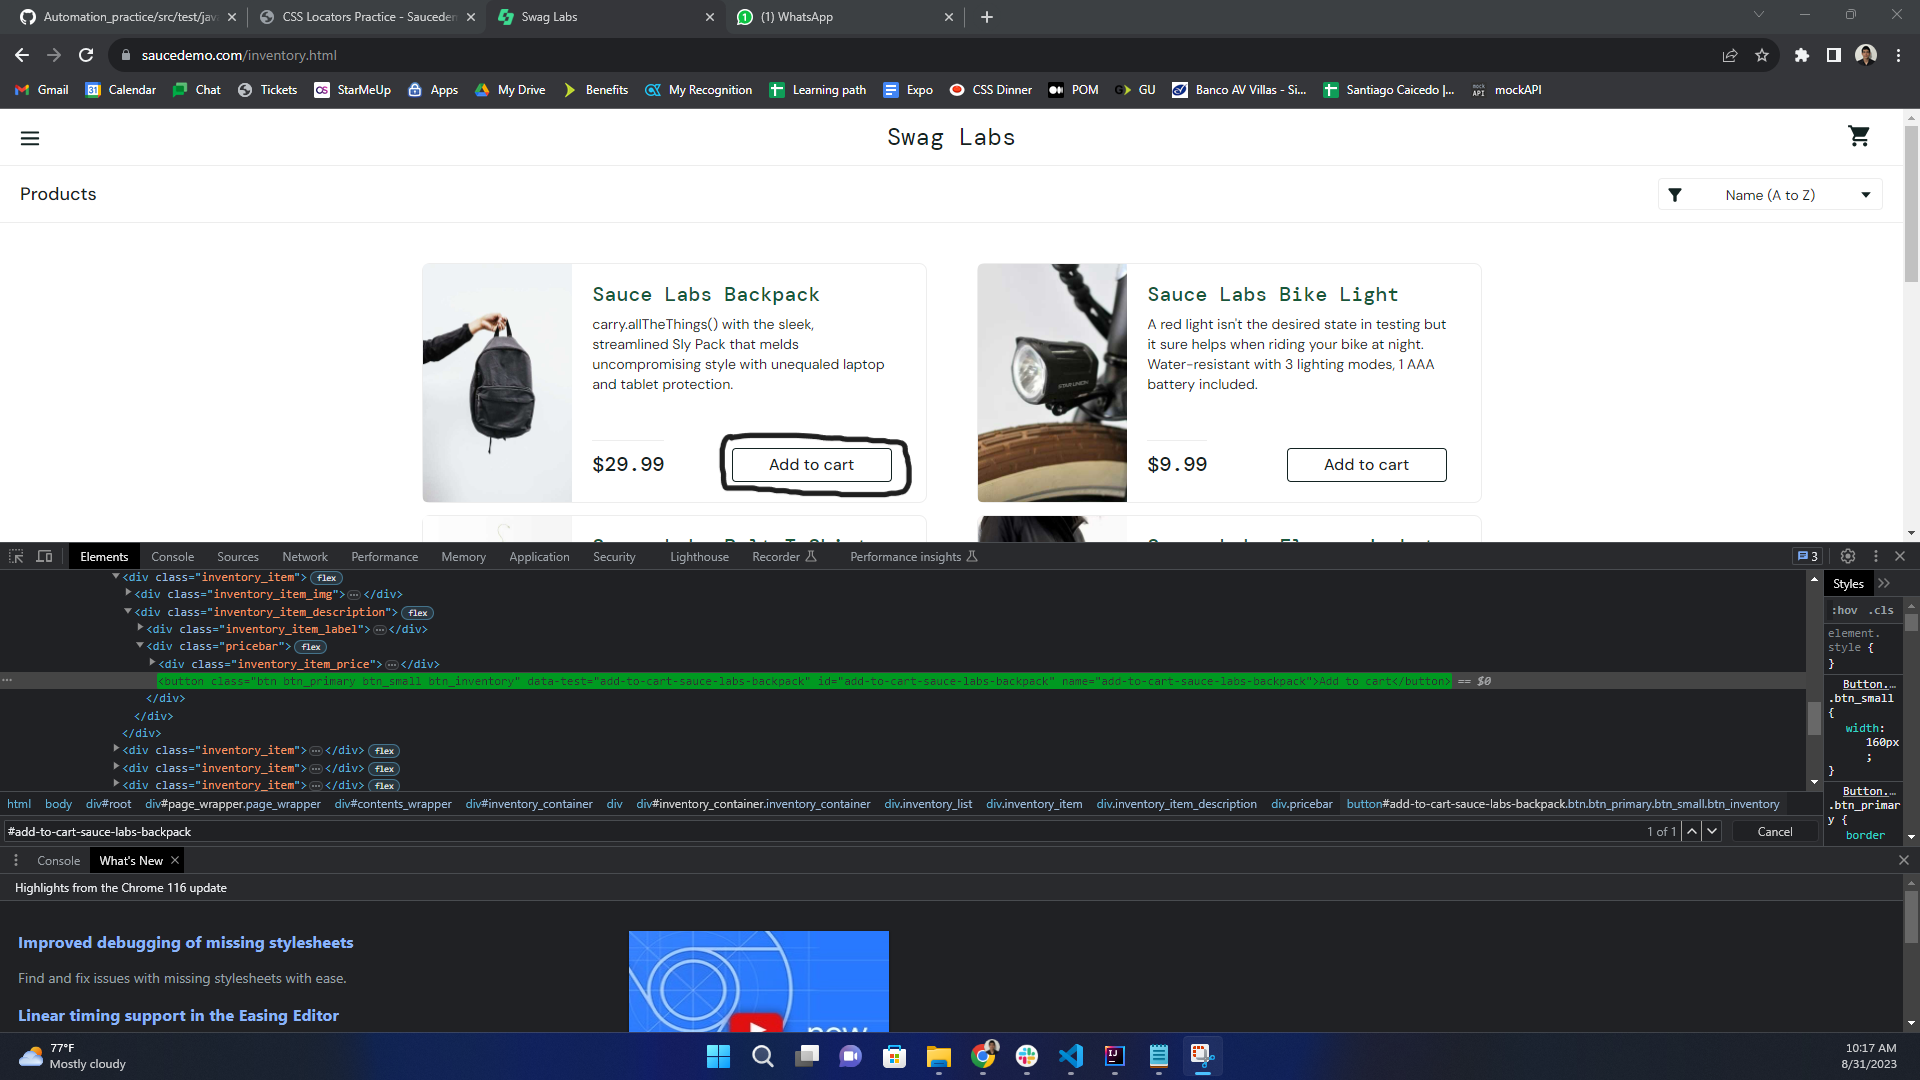 Automation_practice/src/test/jav
CSS Locators Practice - Saucedem
Swag Labs
(1) WhatsApp
saucedemo.com/inventory.html
Gmail
31
Calendar
Chat
Tickets
StarMeUp
Apps
My Drive
Benefits
My Recognition
Learning path
Expo
CSS Dinner
POM
GU
Banco AV Villas - Si...
Santiago Caicedo |...
mock API
mockAPI
Swag Labs
Products
Name (A to Z)
Sauce Labs Backpack
carry.allTheThings() with the sleek,
streamlined Sly Pack that melds
uncompromising style with unequaled laptop
and tablet protection.
$29.99
Add to cart
Sauce Labs Bike Light
A red light isn't the desired state in testing but
it sure helps when riding your bike at night.
Water-resistant with 3 lighting modes, 1 AAA
battery included.
$9.99
Add to cart
Elements
Console
Sources
Network
Performance
Memory
Application
Security
Lighthouse
Recorder
Performance insights
3
<div class="inventory_item"> flex
<div class="inventory_item_img"> … </div>
<div class="inventory_item_description"> flex
<div class="inventory_item_label"> … </div>
<div class="pricebar"> flex
<div class="inventory_item_price"> … </div>
<button class="btn btn_primary btn_small btn_inventory" data-test="add-to-cart-sauce-labs-backpack" id="add-to-cart-sauce-labs-backpack" name="add-to-cart-sauce-labs-backpack">Add to cart</button> == $0
</div>
</div>
</div>
<div class="inventory_item"> … </div> flex
<div class="inventory_item"> … </div> flex
<div class="inventory_item"> … </div> flex
Styles
:hov .cls
element.
style {
}
Button.…
.btn_small
{
width:
160px
;
}
Button.…
.btn_primar
y {
border
html body div#root div#page_wrapper.page_wrapper div#contents_wrapper div#inventory_container div div#inventory_container.inventory_container div.inventory_list div.inventory_item div.inventory_item_description div.pricebar button#add-to-cart-sauce-labs-backpack.btn.btn_primary.btn_small.btn_inventory
#add-to-cart-sauce-labs-backpack
1 of 1
Cancel
Console
What's New
Highlights from the Chrome 116 update
Improved debugging of missing stylesheets
Find and fix issues with missing stylesheets with ease.
Linear timing support in the Easing Editor
new
77°F
Mostly cloudy
10:17 AM
8/31/2023